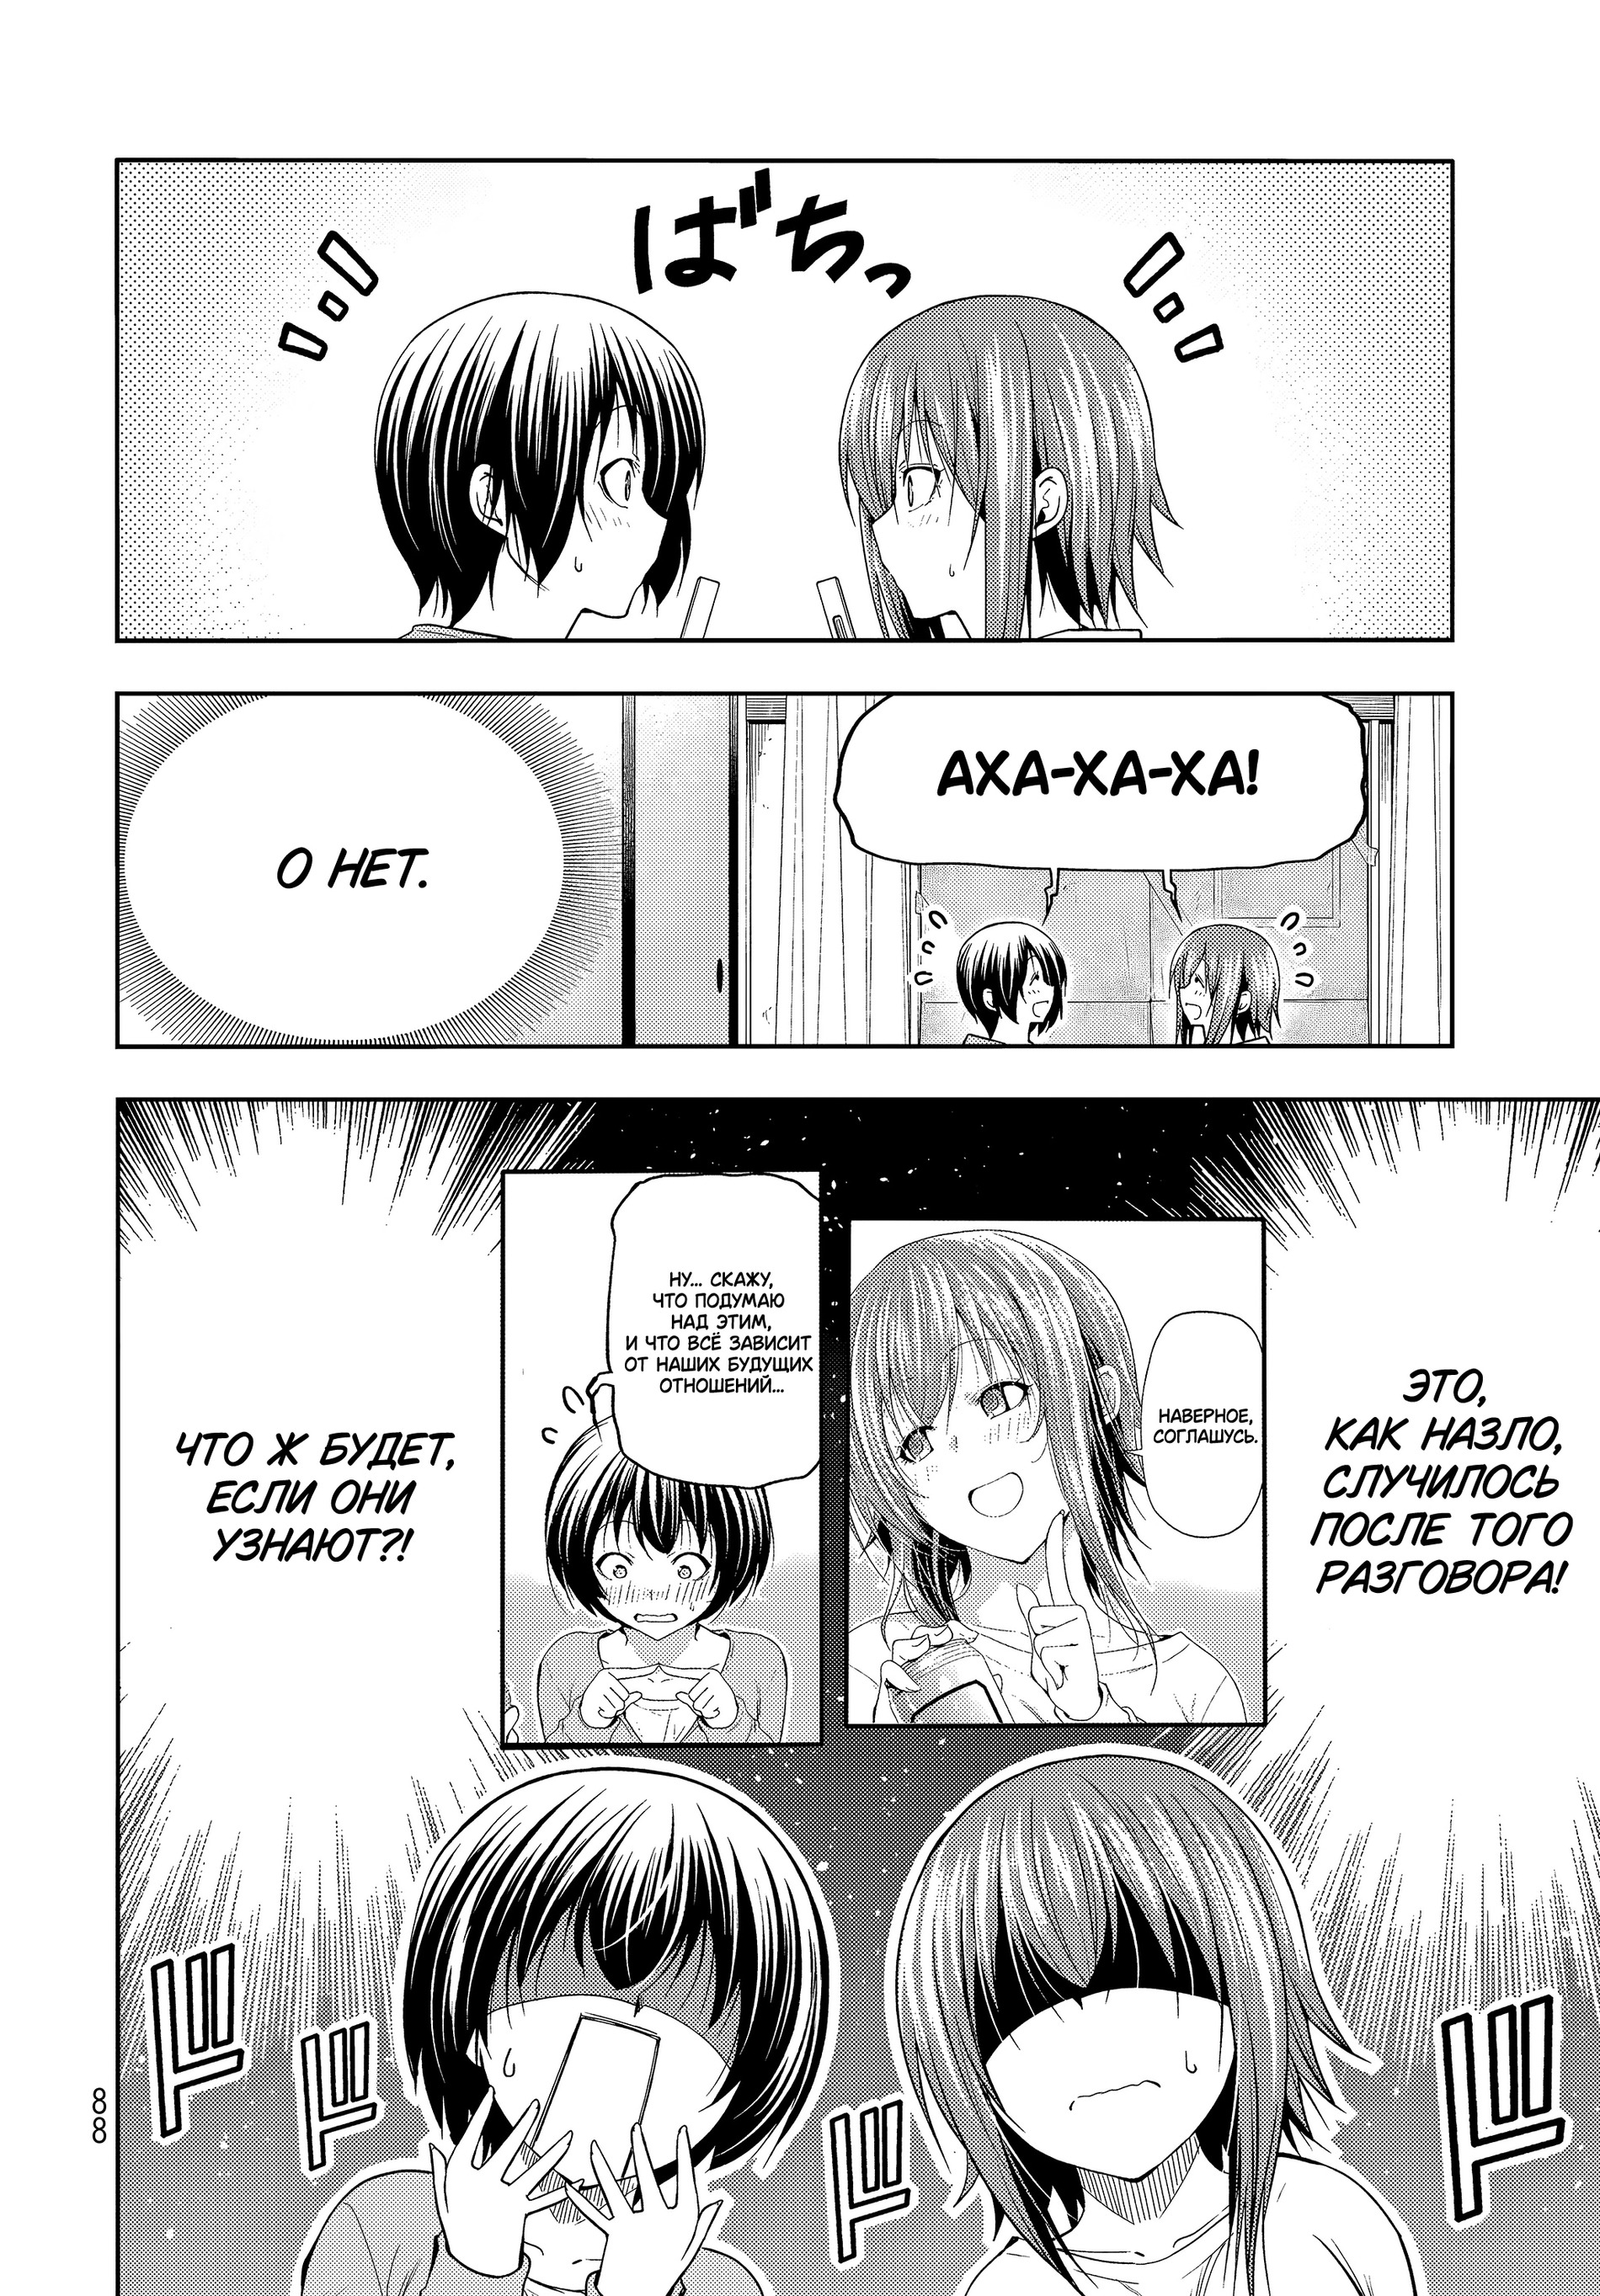 ばちっ
АХА-ХА-ХА!
О НЕТ.
ЭТО,
КАК НАЗЛО,
СЛУЧИЛОСЬ
ПОСЛЕ ТОГО
РАЗГОВОРА!
НАВЕРНОЕ,
СОГЛАШУСЬ.
НУ... СКАЖУ,
ЧТО ПОДУМАЮ
НАД ЭТИМ,
И ЧТО ВСЁ ЗАВИСИТ
ОТ НАШИХ БУДУЩИХ
ОТНОШЕНИЙ...
ЧТО Ж БУДЕТ,
ЕСЛИ ОНИ
УЗНАЮТ?!
ド
ド
ド
ド
88